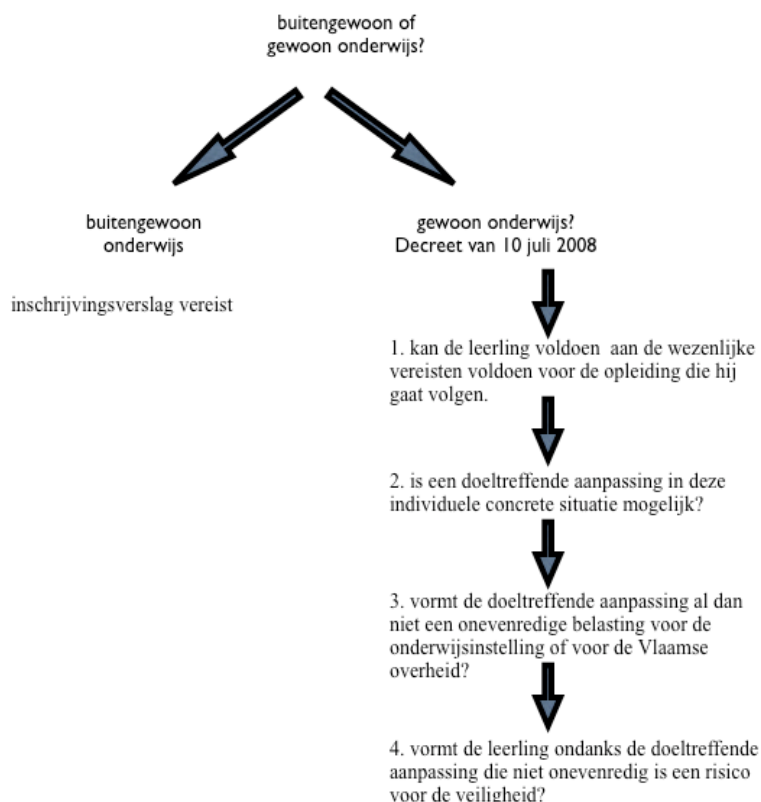 buitengewoon of
gewoon onderwijs?
buitengewoon
onderwijs
inschrijvingsverslag vereist
gewoon onderwijs?
Decreet van 10 juli 2008
1. kan de leerling voldoen  aan de wezenlijke
vereisten voldoen voor de opleiding die hij
gaat volgen.
2. is een doeltreffende aanpassing in deze
individuele concrete situatie mogelijk?
3. vormt de doeltreffende aanpassing al dan
niet een onevenredige belasting voor de
onderwijsinstelling of voor de Vlaamse
overheid?
4. vormt de leerling ondanks de doeltreffende
aanpassing die niet onevenredig is een risico
voor de veiligheid?